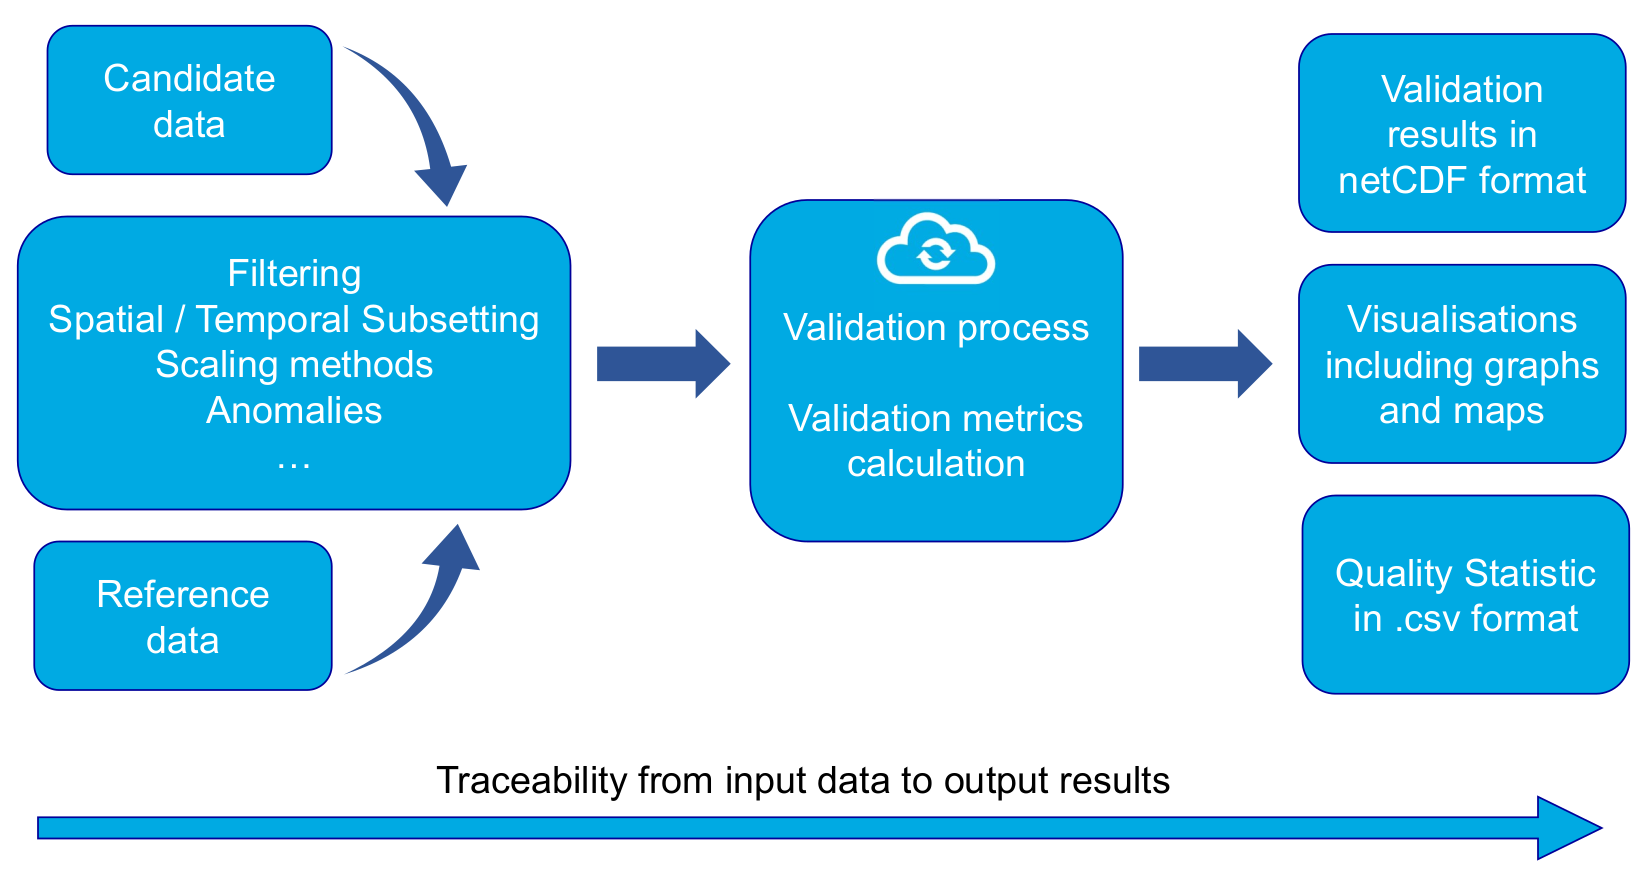 Candidate
data
Filtering
Spatial / Temporal Subsetting
Scaling methods
Anomalies
…
Reference
data
Validation process
Validation metrics
calculation
Validation
results in
netCDF format
Visualisations
including graphs
and maps
Quality Statistic
in .csv format
Traceability from input data to output results